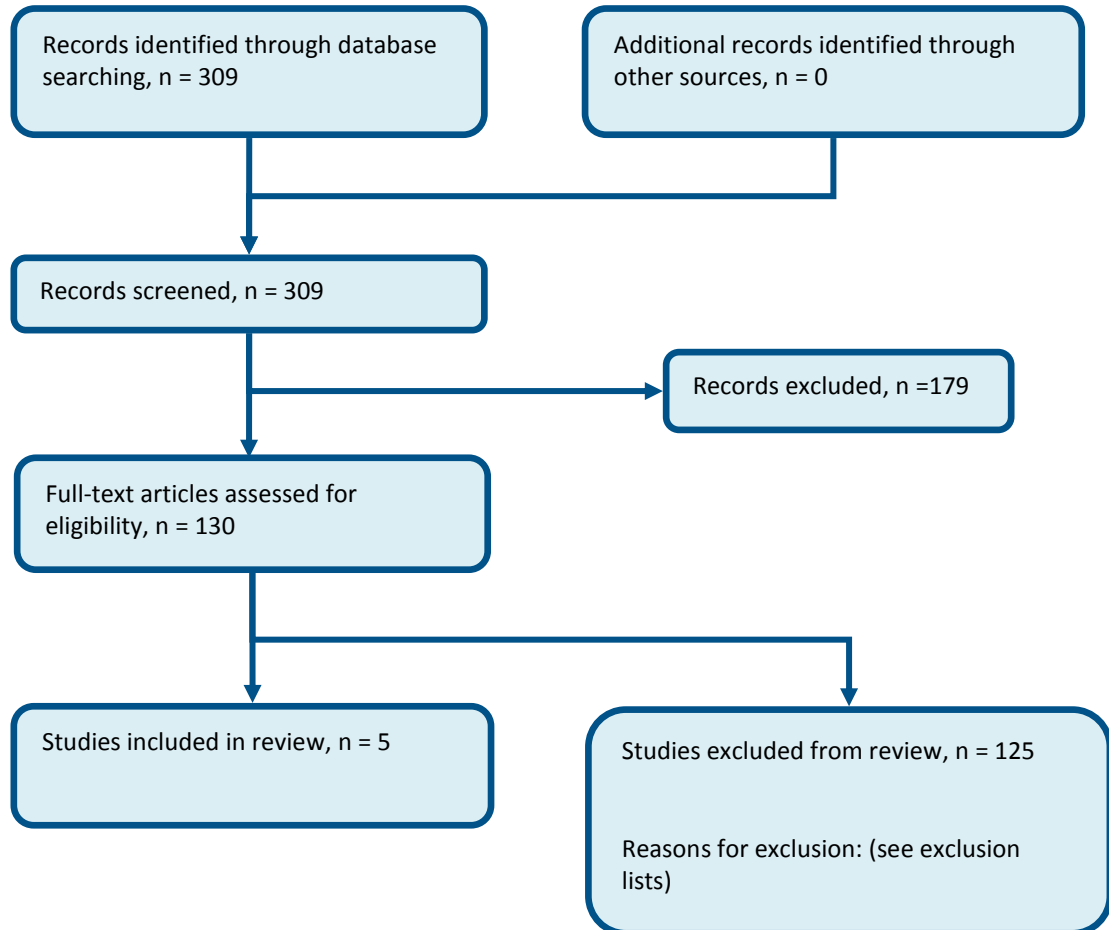 Records identified through database
searching, n = 309
Additional records identified through
other sources, n = 0
Records screened, n = 309
Records excluded, n =179
Full-text articles assessed for
eligibility, n = 130
Studies included in review, n = 5
Studies excluded from review, n = 125
Reasons for exclusion: (see exclusion
lists)